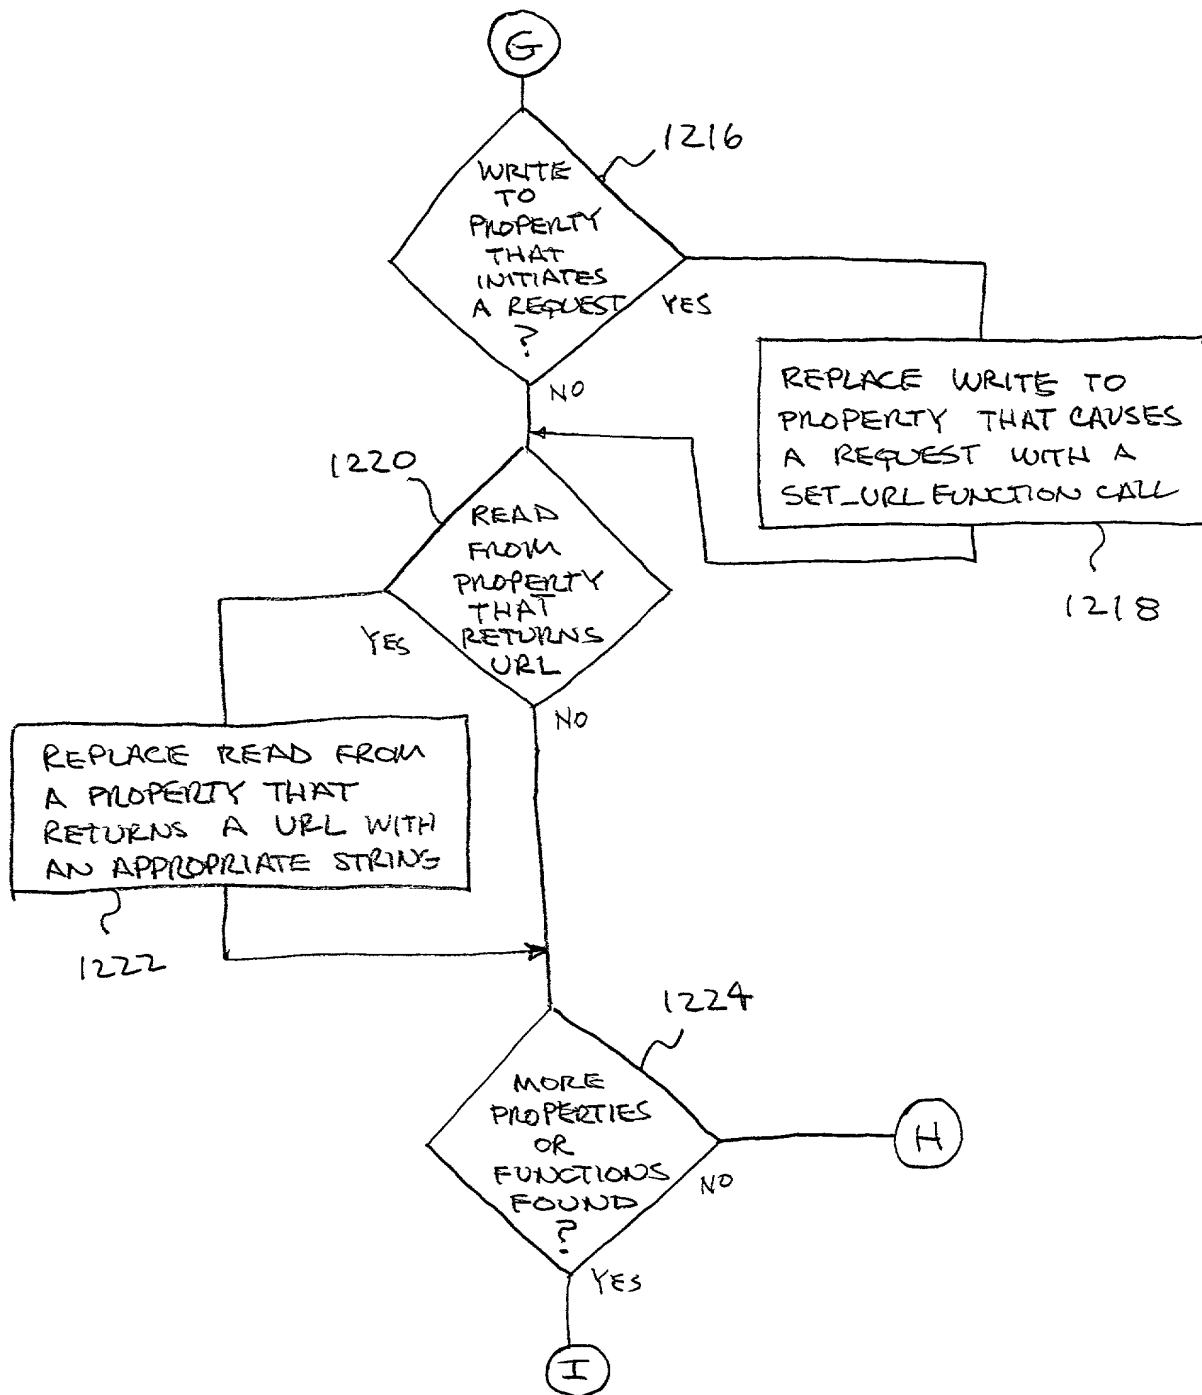 G
1216
WRITE
TO
PROPERTY
THAT
INITIATES
A REQUEST
?
YES
NO
REPLACE WRITE TO
PROPERTY THAT CAUSES
A REQUEST WITH A
SET_URL FUNCTION CALL
1218
1220
READ
FROM
PROPERTY
THAT
RETURNS
URL
YES
NO
REPLACE READ FROM
A PROPERTY THAT
RETURNS A URL WITH
AN APPROPRIATE STRING
1222
1224
MORE
PROPERTIES
OR
FUNCTIONS
FOUND
?
NO
H
YES
I